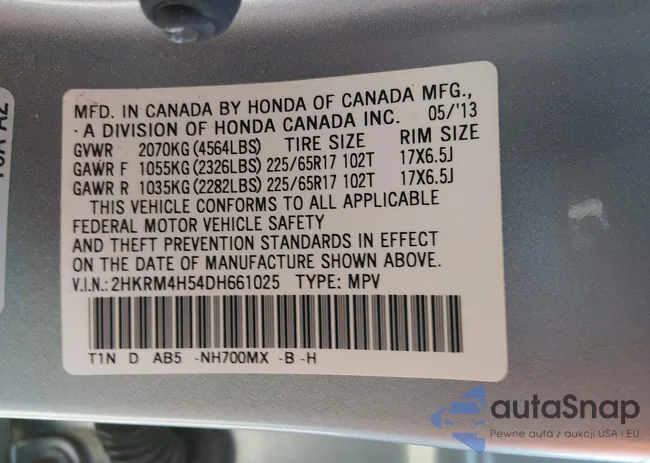 MFD. IN CANADA BY HONDA OF CANADA MFG.,
A DIVISION OF HONDA CANADA INC. 05/'13
GVWR 2070KG (4564LBS) TIRE SIZE RIM SIZE
GAWR F 1055KG (2326LBS) 225/65R17 102T 17X6.5J
GAWR R 1035KG (2282LBS) 225/65R17 102T 17X6.5J
THIS VEHICLE CONFORMS TO ALL APPLICABLE
FEDERAL MOTOR VEHICLE SAFETY
AND THEFT PREVENTION STANDARDS IN EFFECT
ON THE DATE OF MANUFACTURE SHOWN ABOVE.
V.I.N.: 2HKRM4H54DH661025 TYPE: MPV
T1N D AB5 -NH700MX -B -H
autaSnap
Pewne auta z aukcji USA i EU